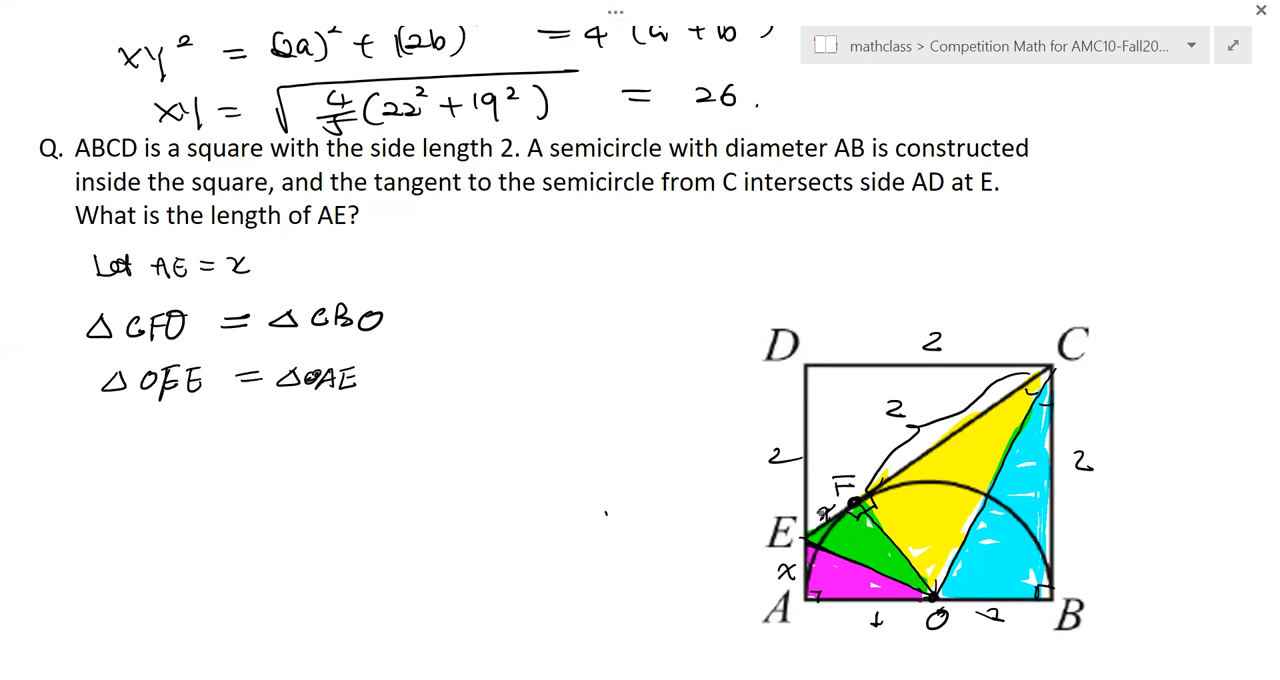 xy² = (2a)² + (2b) = 4 (a + b )
mathclass > Competition Math for AMC10-Fall20...
xy = √ 4/5 (22² + 19²) = 26 .
Q. ABCD is a square with the side length 2. A semicircle with diameter AB is constructed
inside the square, and the tangent to the semicircle from C intersects side AD at E.
What is the length of AE?
Let AE = x
△ CFO = △ CBO
△ OFE = △ OAE
D 2 C
2
2 2
F
x
E
x
A 1 O B